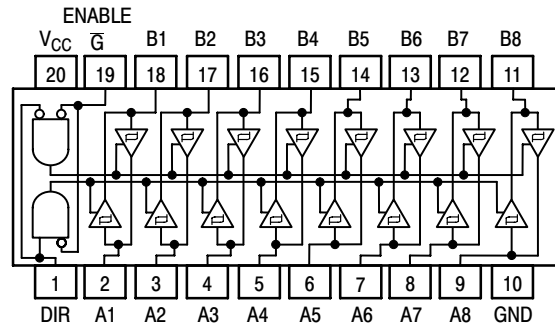 ENABLE
VCC G B1 B2 B3 B4 B5 B6 B7 B8
20 19 18 17 16 15 14 13 12 11
1 2 3 4 5 6 7 8 9 10
DIR A1 A2 A3 A4 A5 A6 A7 A8 GND